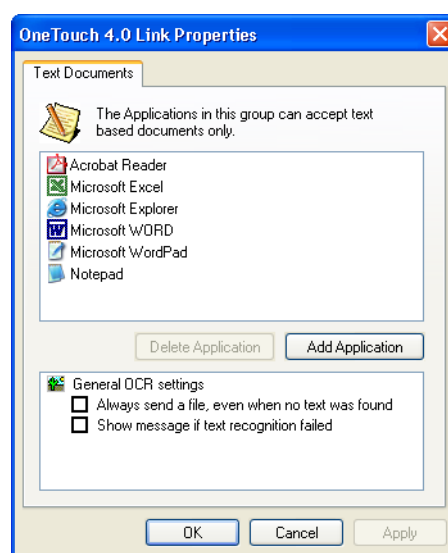 OneTouch 4.0 Link Properties
Text Documents
The Applications in this group can accept text
based documents only.
Acrobat Reader
Microsoft Excel
Microsoft Explorer
Microsoft WORD
Microsoft WordPad
Notepad
Delete Application
Add Application
General OCR settings
Always send a file, even when no text was found
Show message if text recognition failed
OK
Cancel
Apply